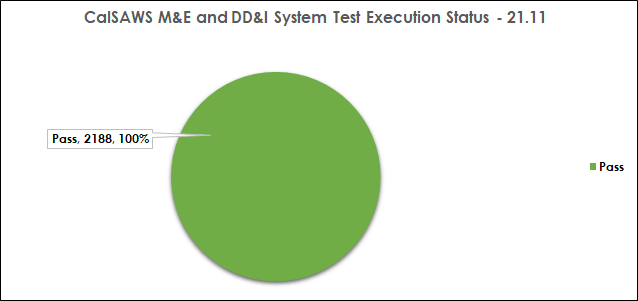 CalSAWS M&E and DD&I System Test Execution Status - 21.11
Pass, 2188, 100%
Pass